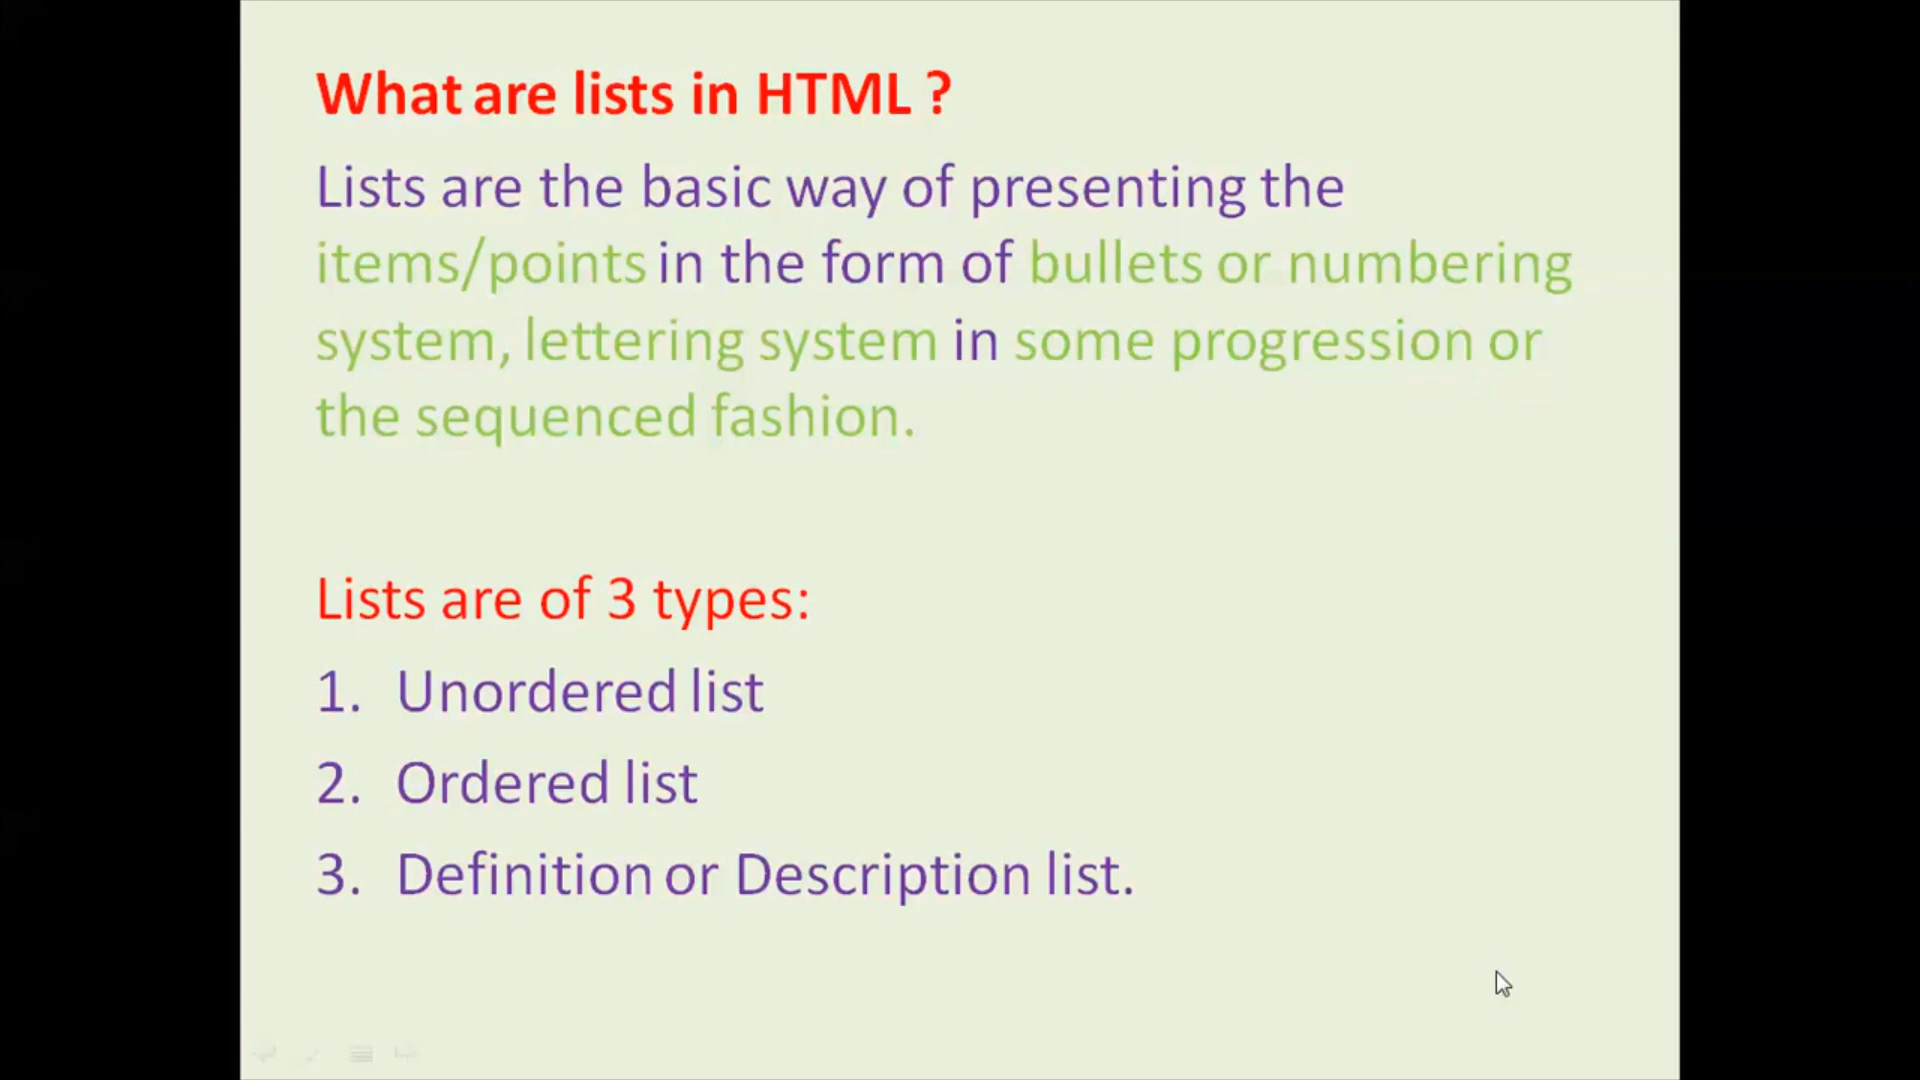 What are lists in HTML ?
Lists are the basic way of presenting the
items/points in the form of bullets or numbering
system, lettering system in some progression or
the sequenced fashion.
Lists are of 3 types:
1. Unordered list
2. Ordered list
3. Definition or Description list.